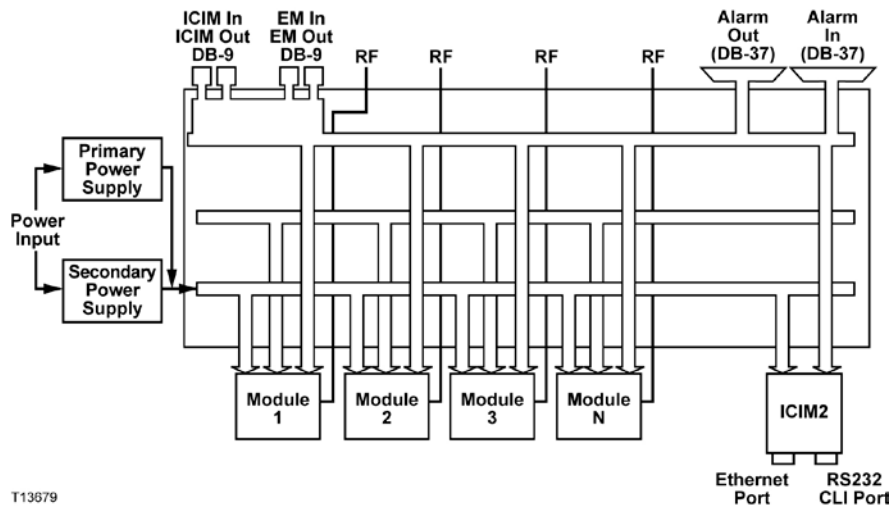 ICIM In
ICIM Out
DB-9
EM In
EM Out
DB-9
RF
RF
RF
RF
Alarm
Out
(DB-37)
Alarm
In
(DB-37)
Primary
Power
Supply
Power
Input
Secondary
Power
Supply
Module
1
Module
2
Module
3
Module
N
ICIM2
Ethernet
Port
RS232
CLI Port
T13679